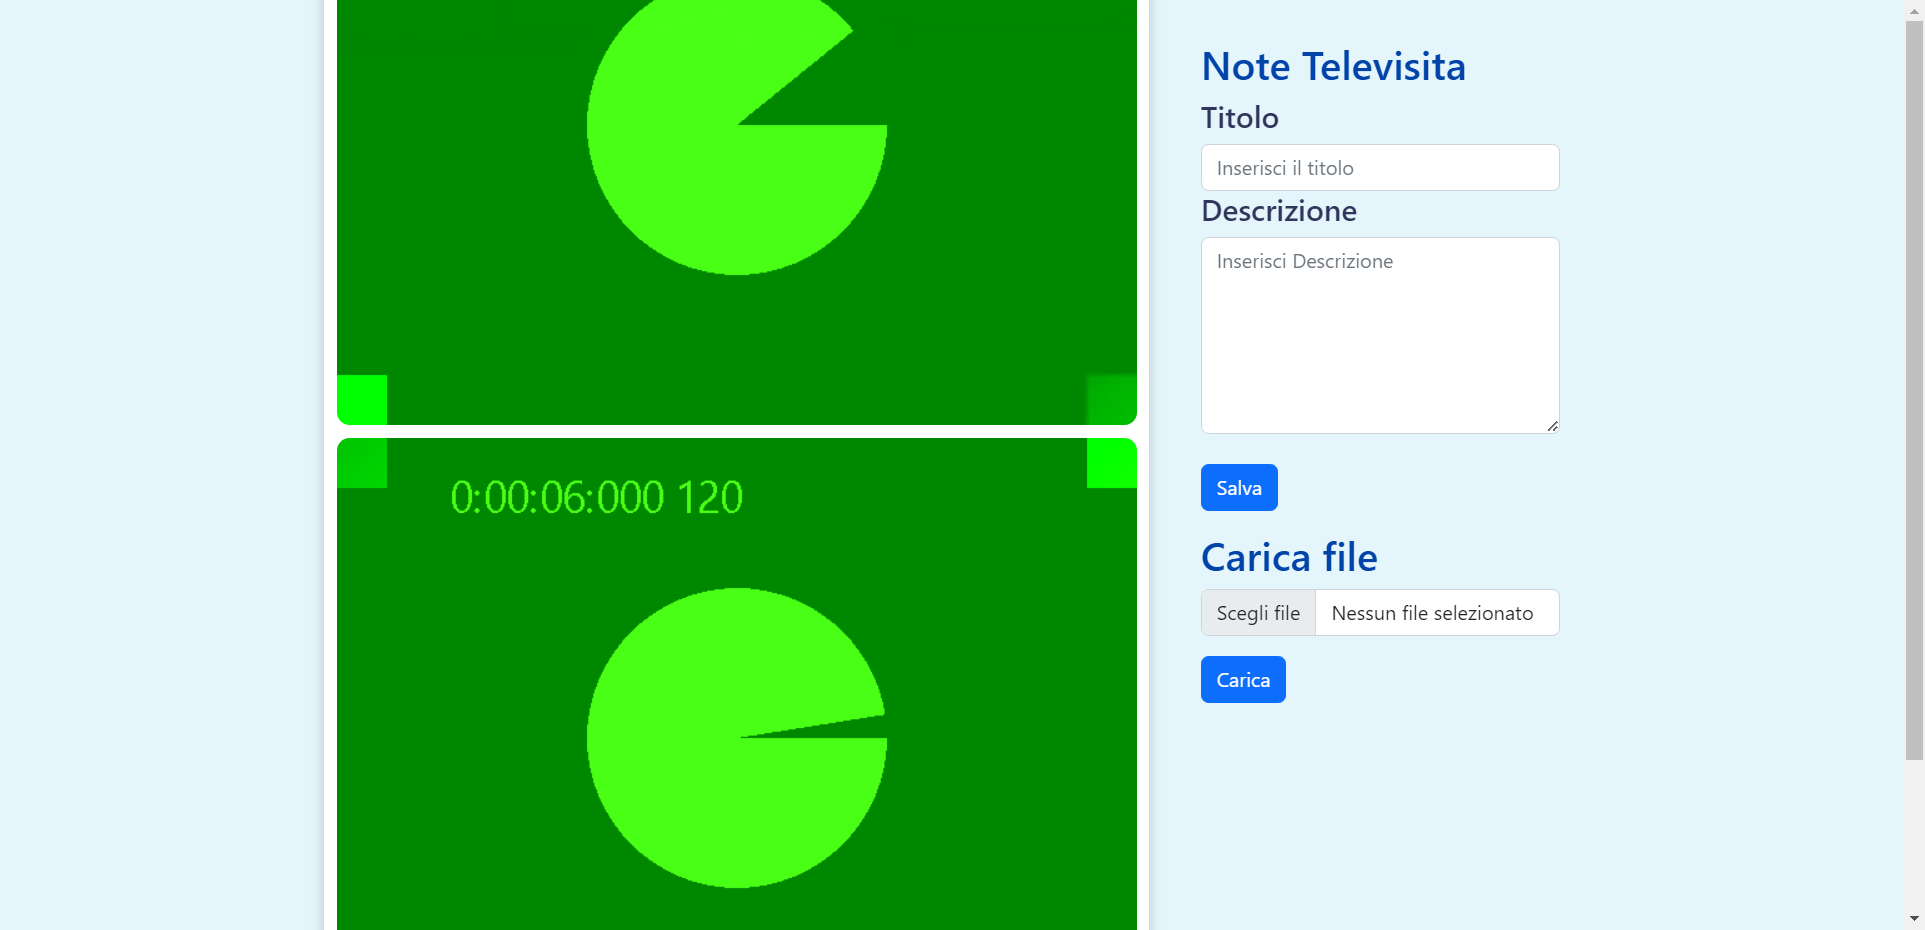 0:00:06:000 120
Note Televisita
Titolo
Inserisci il titolo
Descrizione
Inserisci Descrizione
Salva
Carica file
Scegli file Nessun file selezionato
Carica